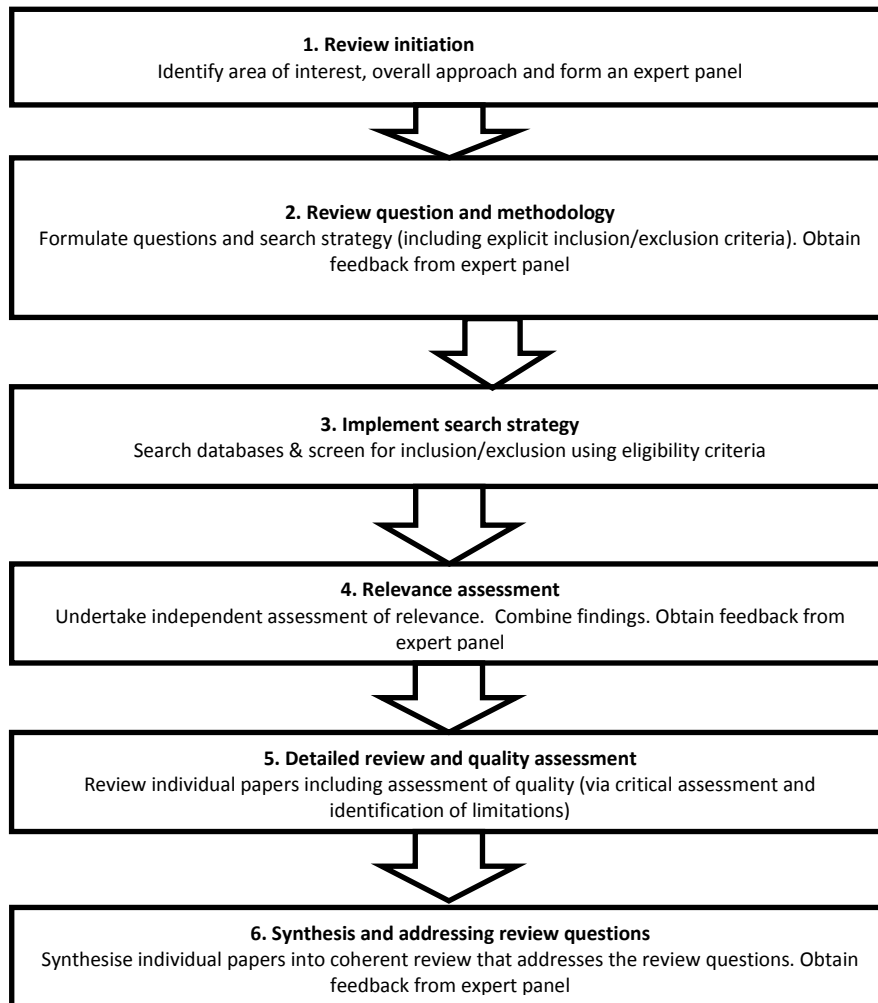 1. Review initiation
Identify area of interest, overall approach and form an expert panel
2. Review question and methodology
Formulate questions and search strategy (including explicit inclusion/exclusion criteria). Obtain
feedback from expert panel
3. Implement search strategy
Search databases & screen for inclusion/exclusion using eligibility criteria
4. Relevance assessment
Undertake independent assessment of relevance.  Combine findings. Obtain feedback from
expert panel
5. Detailed review and quality assessment
Review individual papers including assessment of quality (via critical assessment and
identification of limitations)
6. Synthesis and addressing review questions
Synthesise individual papers into coherent review that addresses the review questions. Obtain
feedback from expert panel